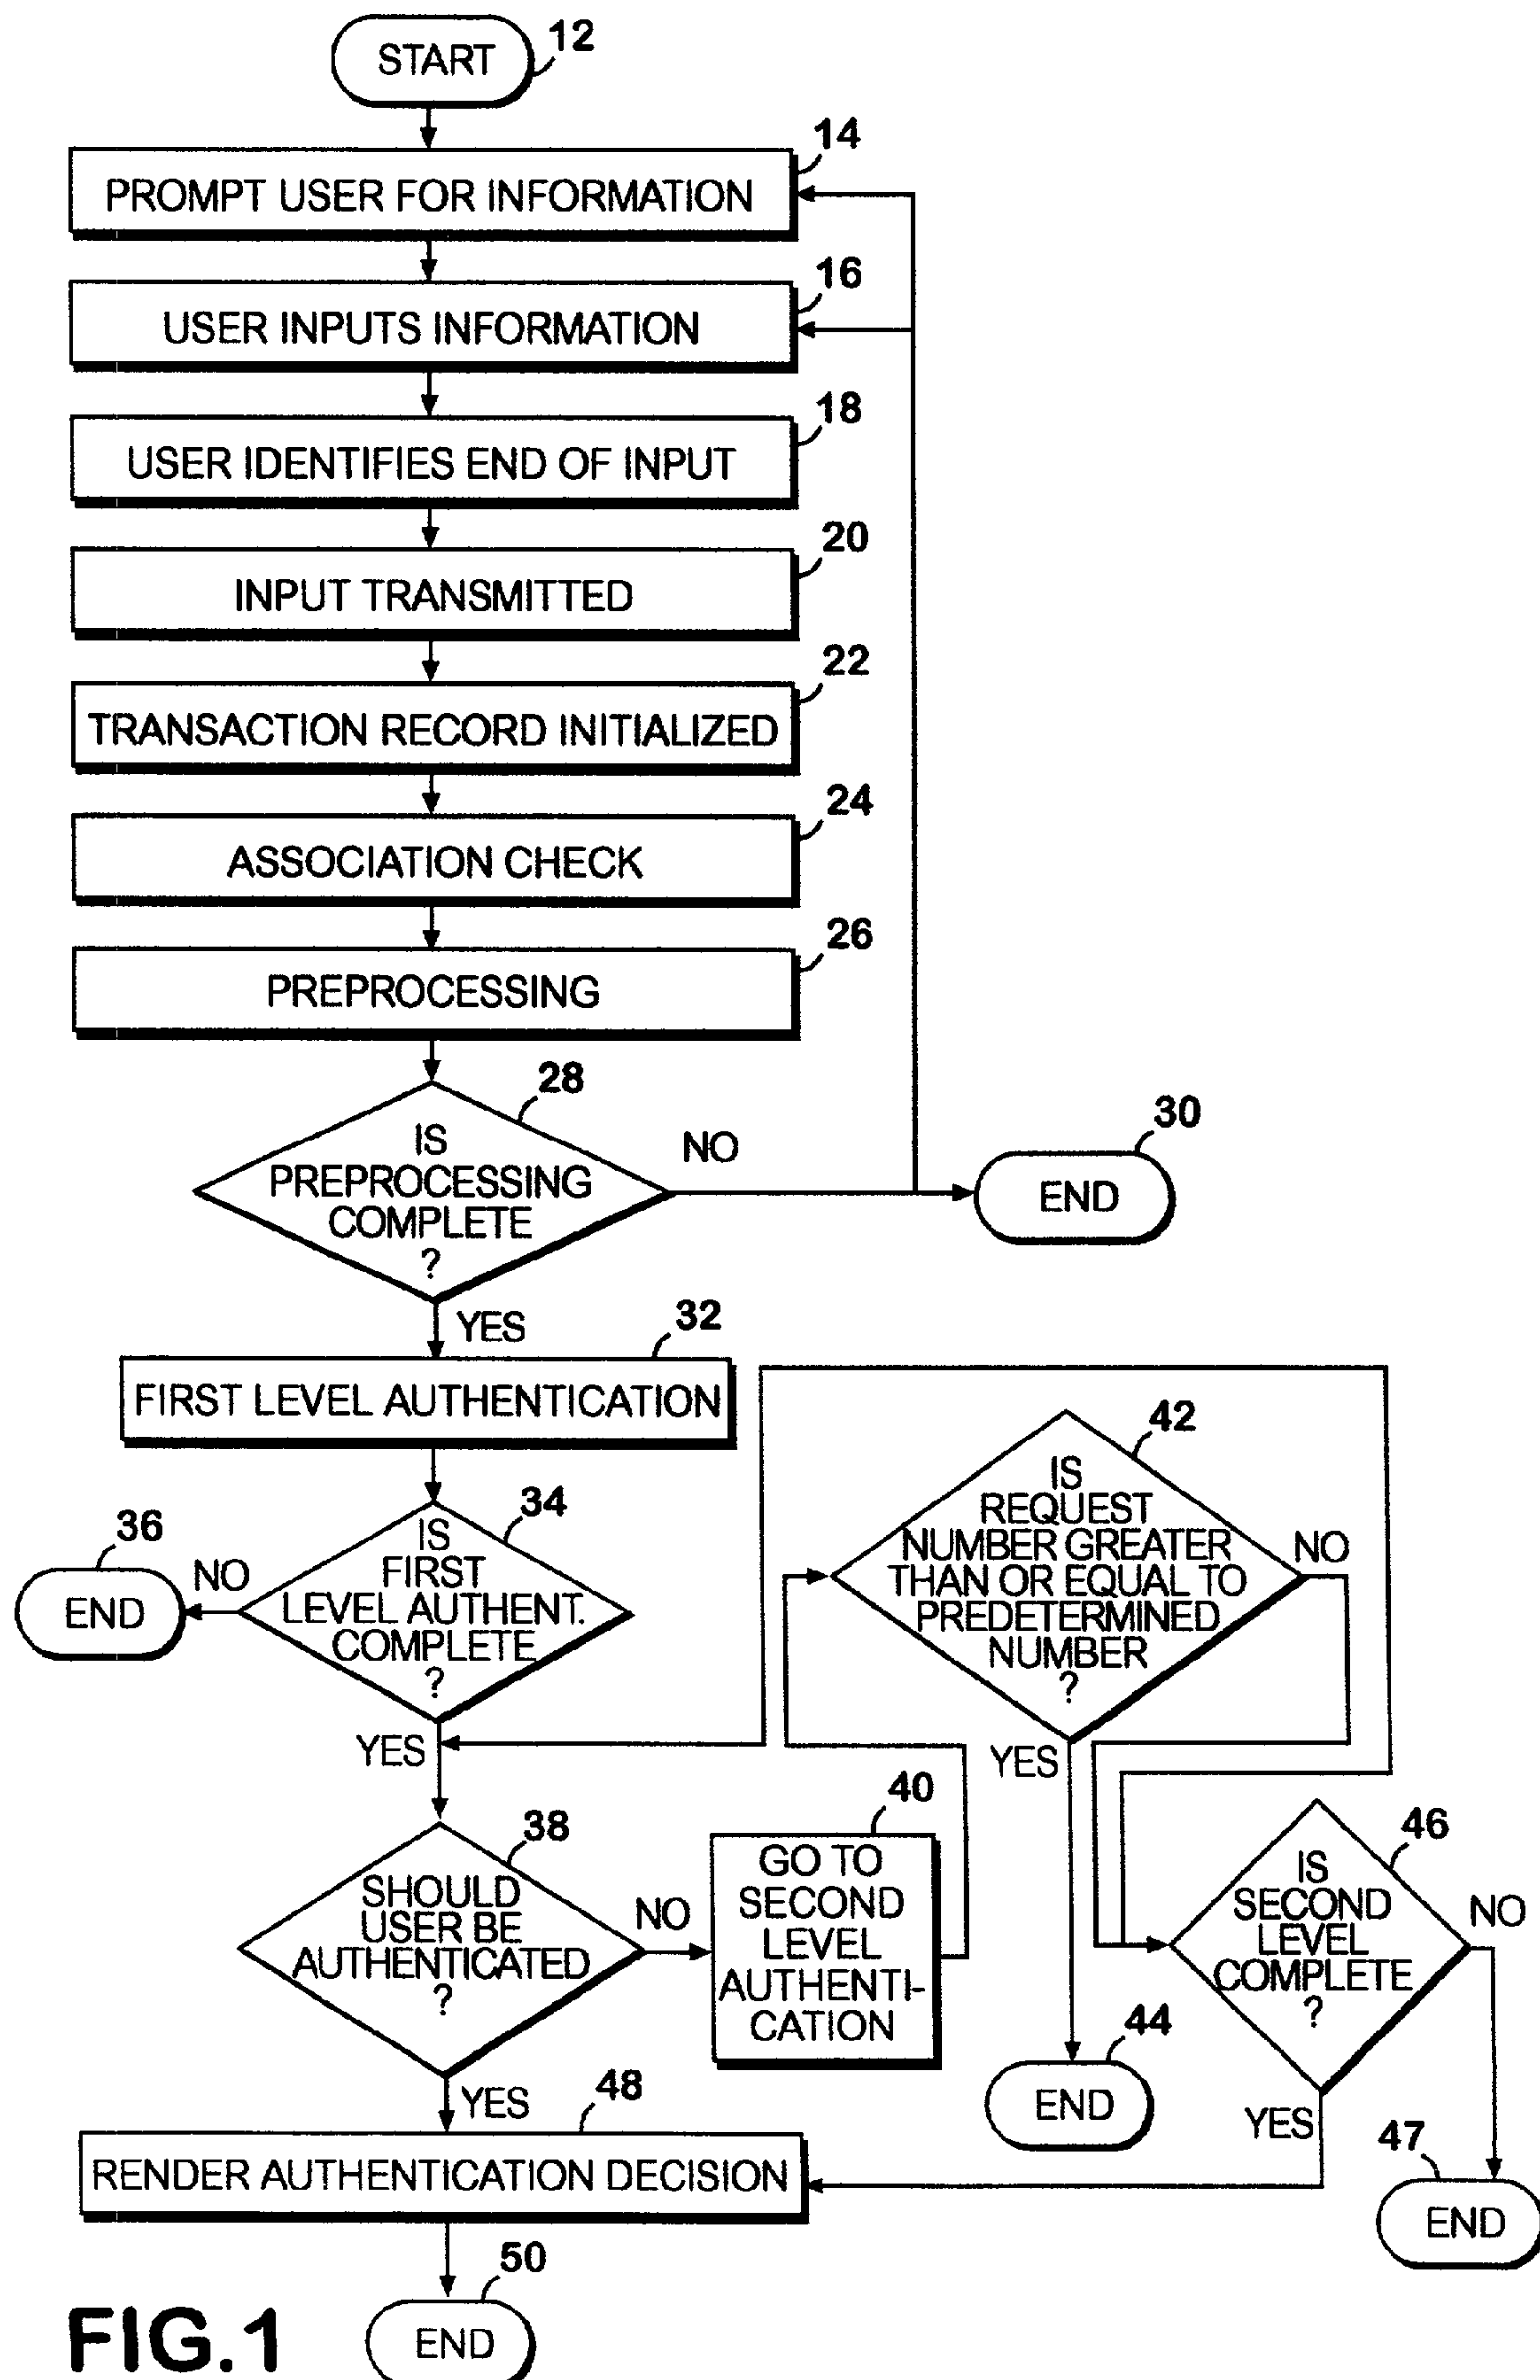 START
12
14
PROMPT USER FOR INFORMATION
16
USER INPUTS INFORMATION
18
USER IDENTIFIES END OF INPUT
20
INPUT TRANSMITTED
22
TRANSACTION RECORD INITIALIZED
24
ASSOCIATION CHECK
26
PREPROCESSING
28
IS
PREPROCESSING
COMPLETE
?
NO
30
END
YES
32
FIRST LEVEL AUTHENTICATION
34
IS
FIRST
LEVEL AUTHENT.
COMPLETE
?
NO
36
END
YES
42
IS
REQUEST
NUMBER GREATER
THAN OR EQUAL TO
PREDETERMINED
NUMBER
?
NO
YES
38
SHOULD
USER BE
AUTHENTICATED
?
NO
40
GO TO
SECOND
LEVEL
AUTHENTI-
CATION
44
END
46
IS
SECOND
LEVEL
COMPLETE
?
NO
YES
47
END
YES
48
RENDER AUTHENTICATION DECISION
50
END
FIG.1